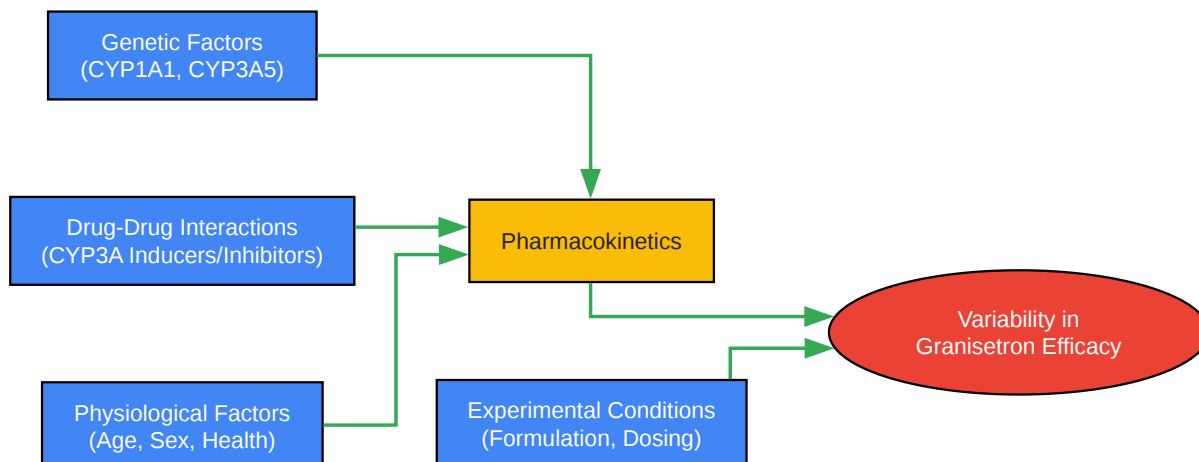 Genetic Factors
(CYP1A1, CYP3A5)
Drug-Drug Interactions
(CYP3A Inducers/Inhibitors)
Pharmacokinetics
Variability in
Granisetron Efficacy
Physiological Factors
(Age, Sex, Health)
Experimental Conditions
(Formulation, Dosing)